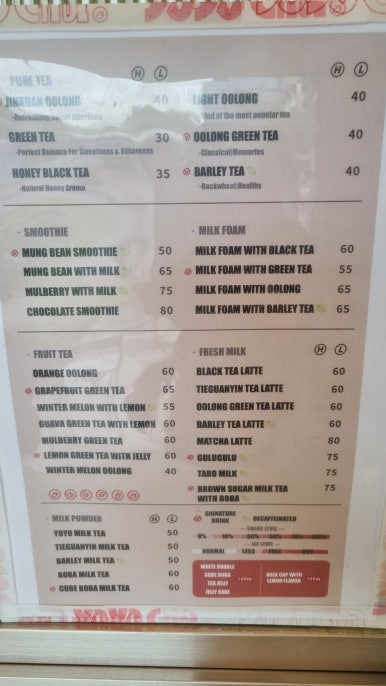 PURE TEA
H L
H L
JINXUAN OOLONG 40
LIGHT OOLONG 40
GREEN TEA 30
-Perfect Balance For Sweetness & Bitterness
OOLONG GREEN TEA 40
-Classical||Memories
HONEY BLACK TEA 35
-Natural Honey Aroma
BARLEY TEA 40
-Buckwheat||Healthy
· SMOOTHIE
MUNG BEAN SMOOTHIE 50
MUNG BEAN WITH MILK 65
MULBERRY WITH MILK 75
CHOCOLATE SMOOTHIE 80
· MILK FOAM
MILK FOAM WITH BLACK TEA 60
MILK FOAM WITH GREEN TEA 55
MILK FOAM WITH OOLONG 65
MILK FOAM WITH BARLEY TEA 65
· FRUIT TEA
ORANGE OOLONG 60
GRAPEFRUIT GREEN TEA 65
WINTER MELON WITH LEMON 55
GUAVA GREEN TEA WITH LEMON 60
MULBERRY GREEN TEA 60
LEMON GREEN TEA WITH JELLY 60
WINTER MELON OOLONG 40
· FRESH MILK H L
BLACK TEA LATTE 60
TIEGUANYIN TEA LATTE 60
OOLONG GREEN TEA LATTE 60
BARLEY TEA LATTE 60
MATCHA LATTE 80
GULUGULU 75
TARO MILK 75
BROWN SUGAR MILK TEA 75
WITH BOBA
· MILK POWDER H L
YOYO MILK TEA 50
TIEGUANYIN MILK TEA 50
BARLEY MILK TEA 50
BOBA MILK TEA 60
CUBE BOBA MILK TEA 60
SIGNATURE DRINK
DECAFFEINATED
SUGAR LEVEL
0% 10% 30% 50% 70% 100%
ICE LEVEL
NORMAL LESS FREE HOT
WHITE BUBBLE
CUBE BOBA
TEA JELLY
JELLY CAKE
MILK CAP WITH
LEMON FLAVOR